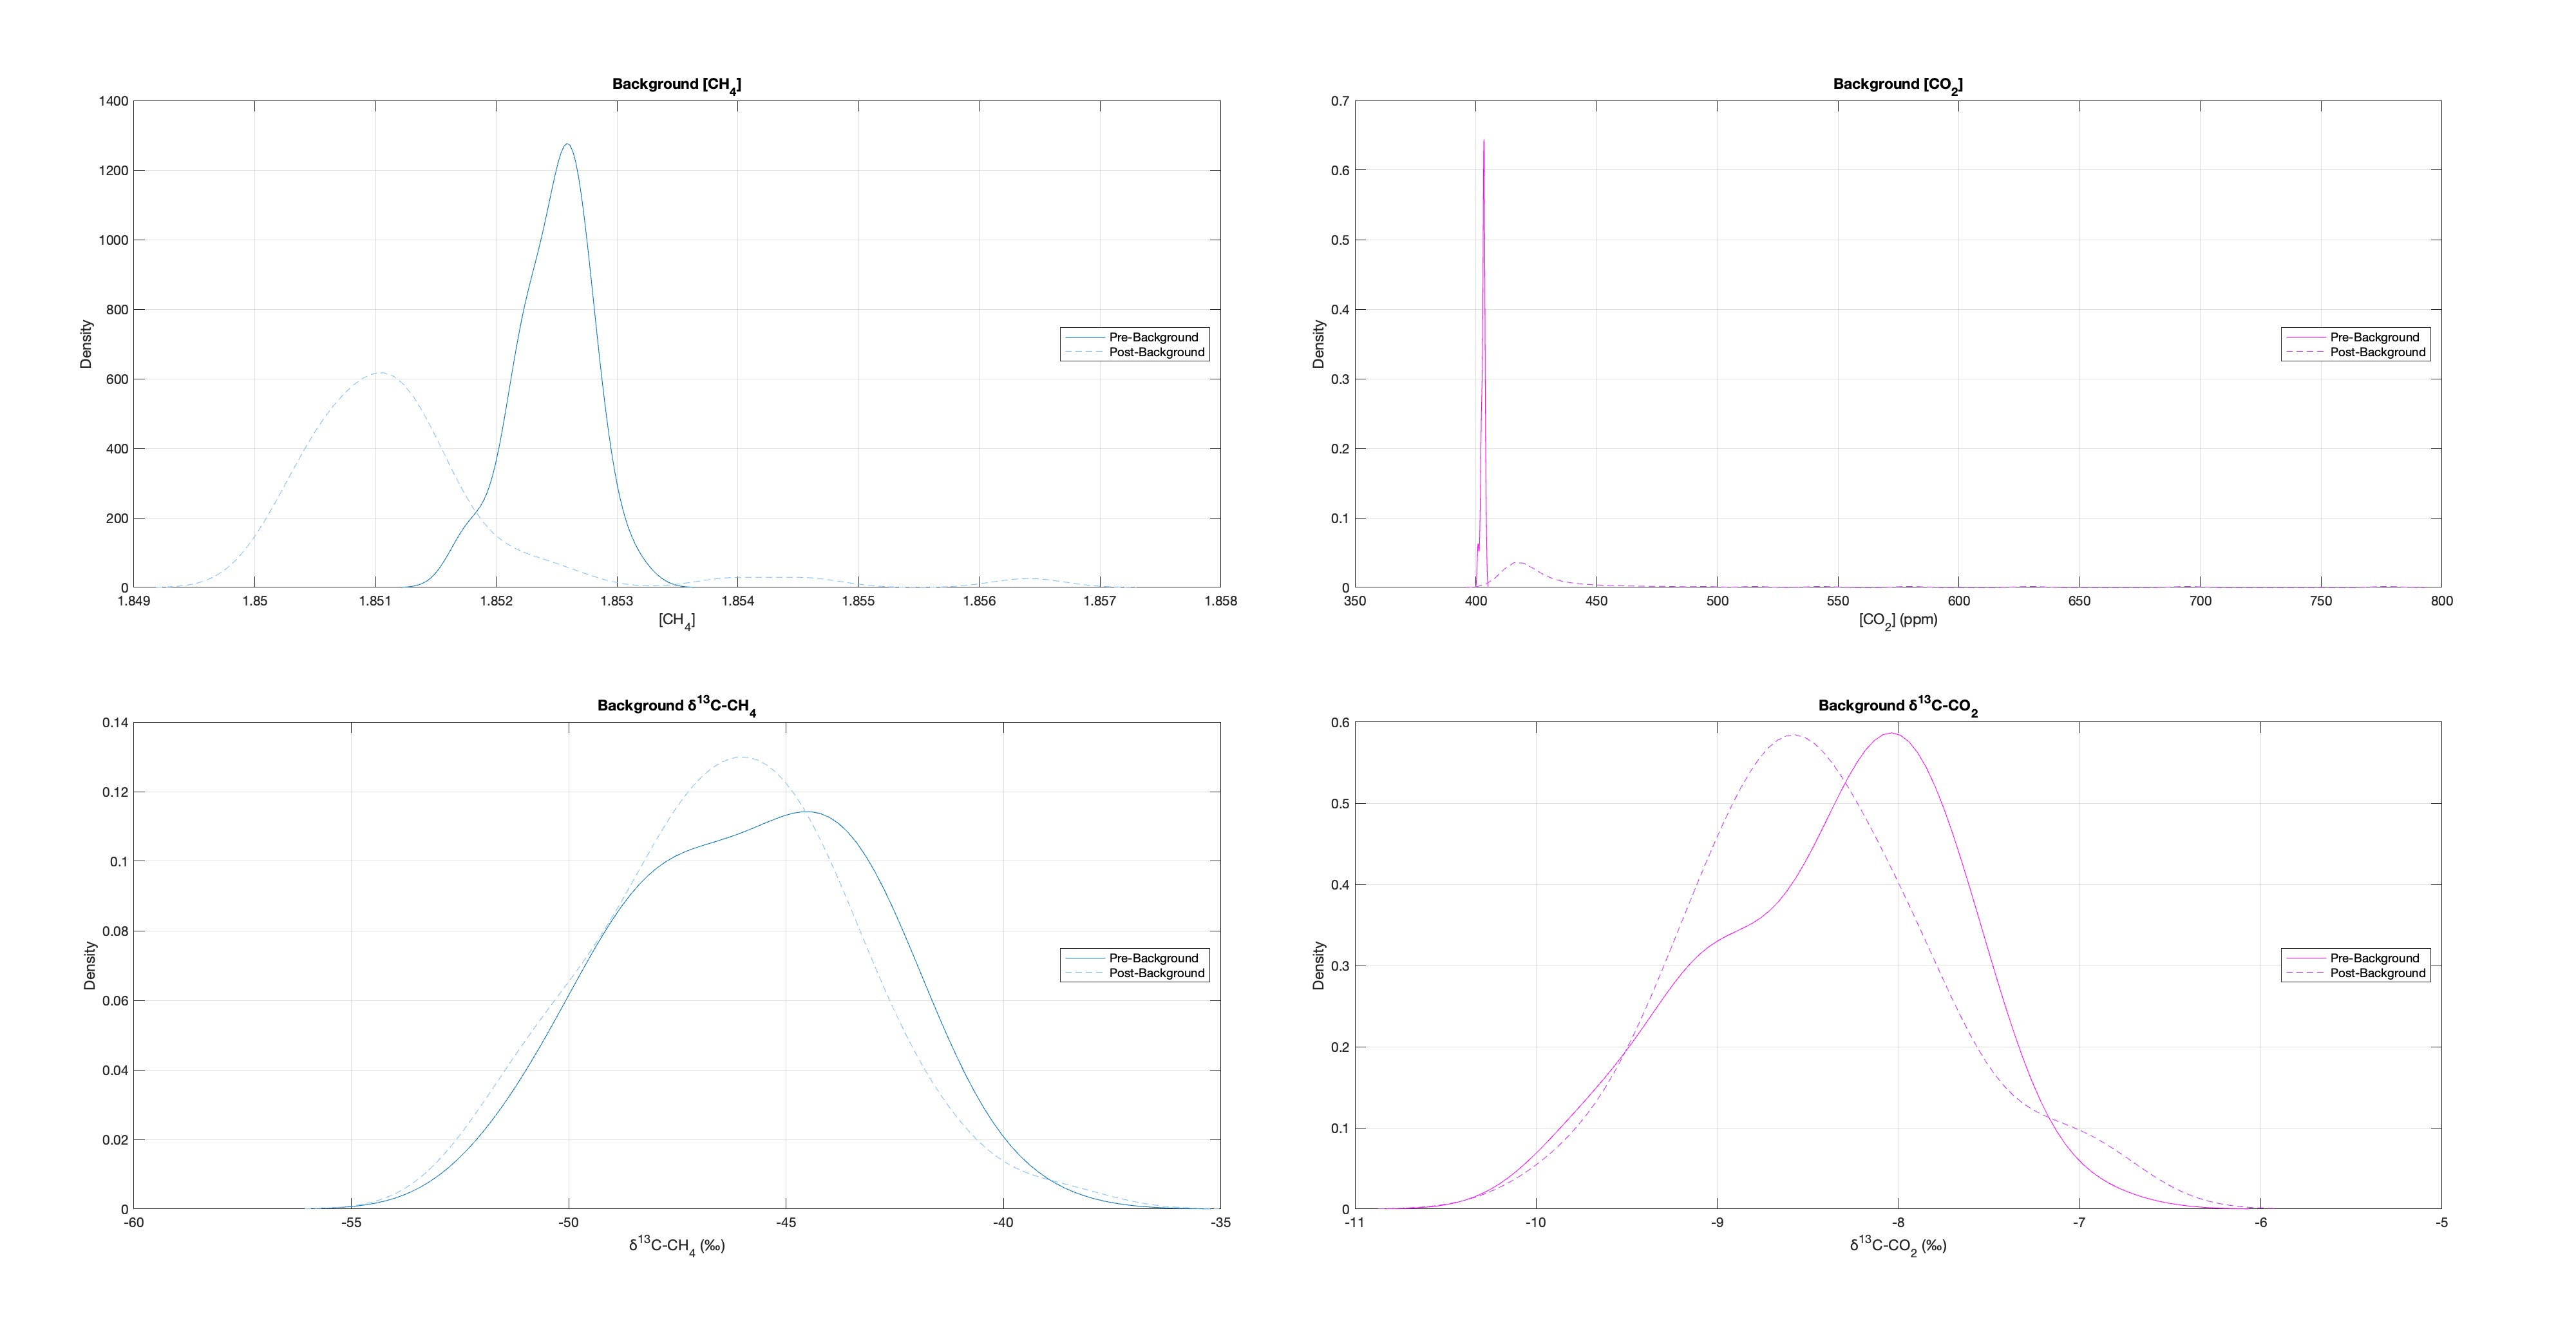 Background [CH₄]
1400
1200
1000
800
600
400
200
0
Density
1.849 1.85 1.851 1.852 1.853 1.854 1.855 1.856 1.857 1.858
[CH₄]
Pre-Background
Post-Background
Background [CO₂]
0.7
0.6
0.5
0.4
0.3
0.2
0.1
0
Density
350 400 450 500 550 600 650 700 750 800
[CO₂] (ppm)
Pre-Background
Post-Background
Background δ¹³C-CH₄
0.14
0.12
0.1
0.08
0.06
0.04
0.02
0
Density
-60 -55 -50 -45 -40 -35
δ¹³C-CH₄ (‰)
Pre-Background
Post-Background
Background δ¹³C-CO₂
0.6
0.5
0.4
0.3
0.2
0.1
0
Density
-11 -10 -9 -8 -7 -6 -5
δ¹³C-CO₂ (‰)
Pre-Background
Post-Background